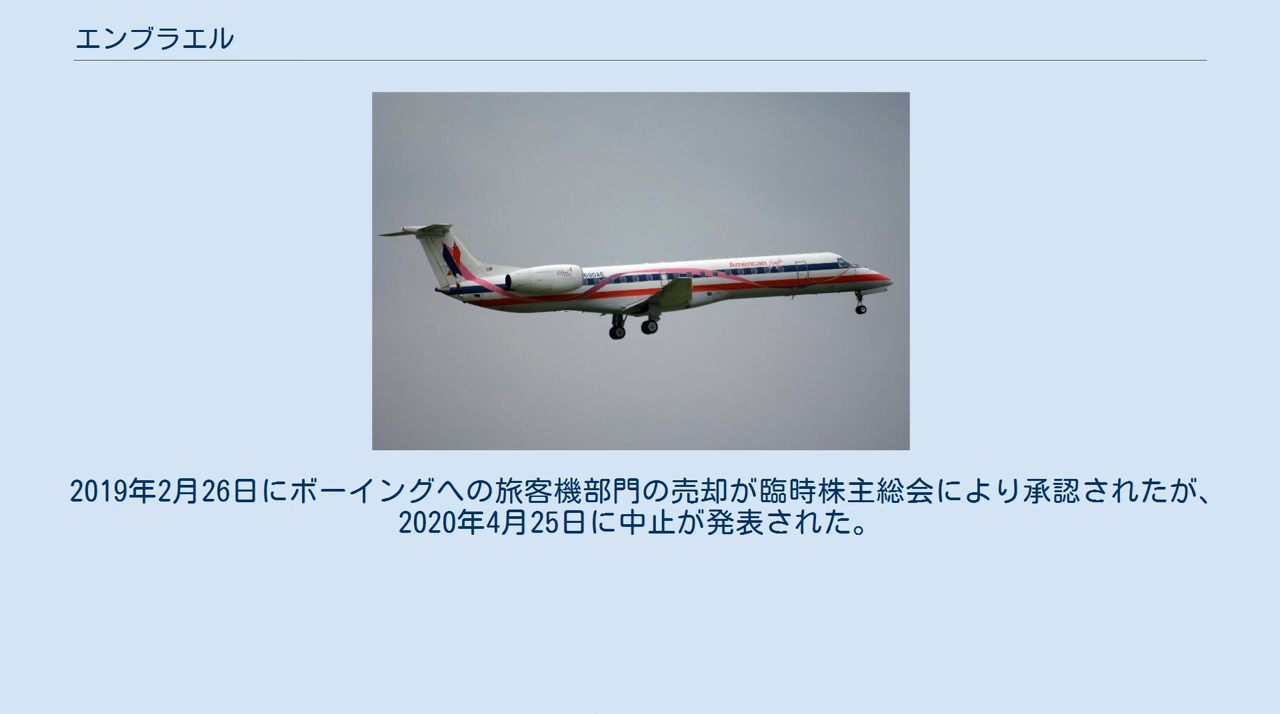 エンブラエル
American Eagle
2019年2月26日にボーイングへの旅客機部門の売却が臨時株主総会により承認されたが、
2020年4月25日に中止が発表された。